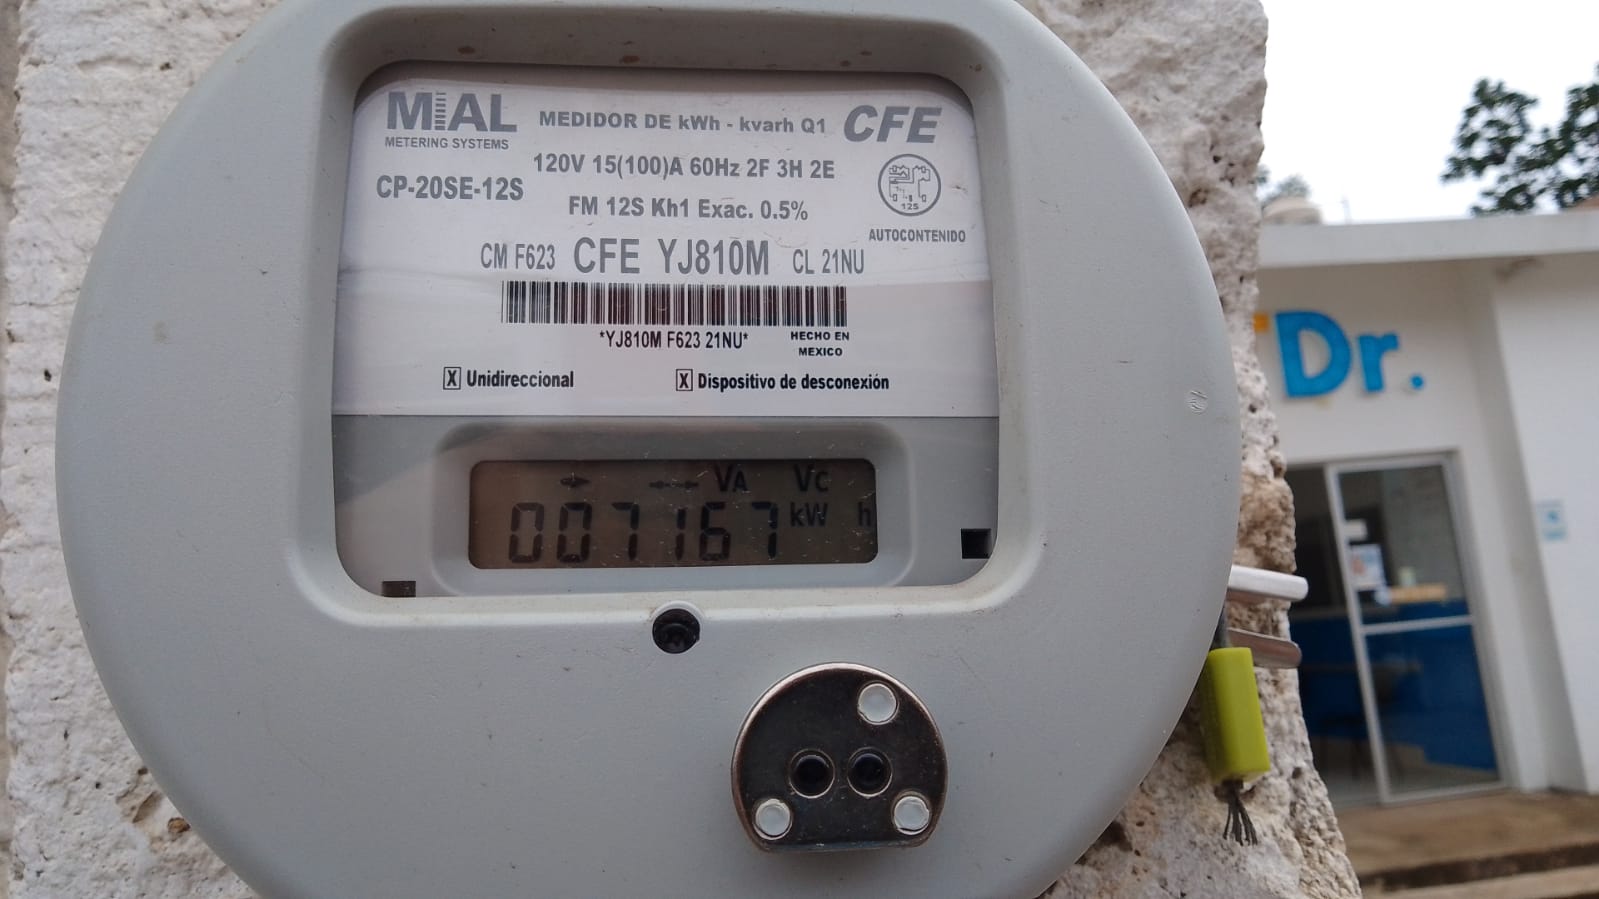 MIAL
METERING SYSTEMS
MEDIDOR DE kWh - kvarh Q1
CFE
120V 15(100)A 60Hz 2F 3H 2E
CP-20SE-12S
FM 12S Kh1 Exac. 0.5%
12S
AUTOCONTENIDO
CM F623 CFE YJ810M CL 21NU
*YJ810M F623 21NU*
HECHO EN
MEXICO
X Unidireccional
X Dispositivo de desconexión
VA VC
007167 kW h
Dr.